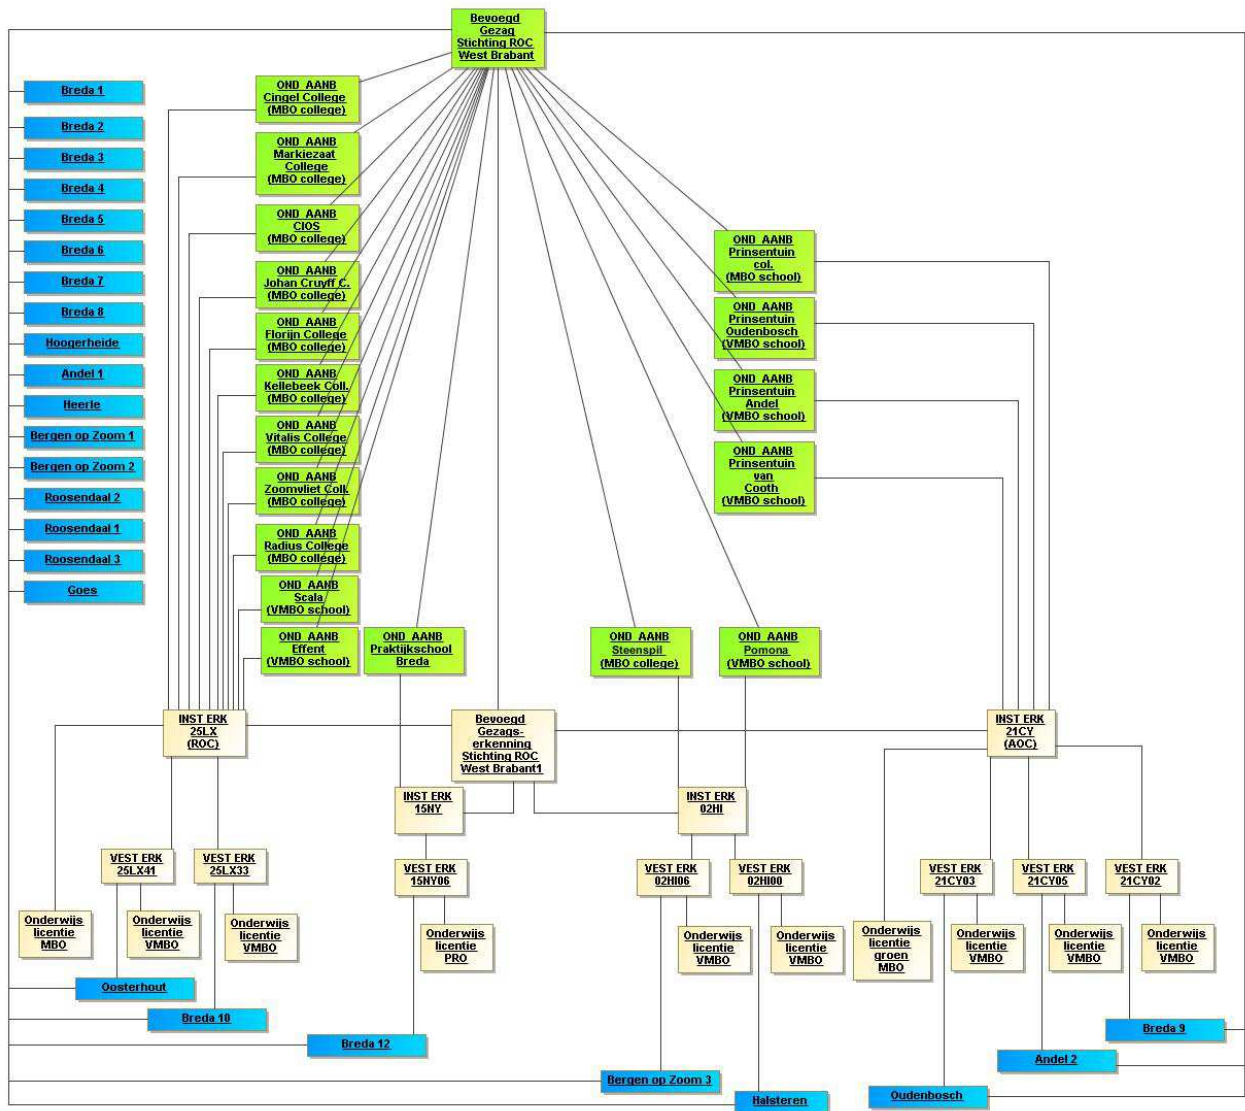 Bevoegd
Gezag
Stichting ROC
West Brabant
Breda 1
Breda 2
Breda 3
Breda 4
Breda 5
Breda 6
Breda 7
Breda 8
Hoogerheide
Andel 1
Heerle
Bergen op Zoom 1
Bergen op Zoom 2
Roosendaal 2
Roosendaal 1
Roosendaal 3
Goes
OND_AANB
Cingel College
(MBO college)
OND_AANB
Markiezaat
College
(MBO college)
OND_AANB
CIOS
(MBO college)
OND_AANB
Johan Cruyff C.
(MBO college)
OND_AANB
Florijn College
(MBO college)
OND_AANB
Kellebeek Coll.
(MBO college)
OND_AANB
Vitalis College
(MBO college)
OND_AANB
Zoomvliet Coll.
(MBO college)
OND_AANB
Radius College
(MBO college)
OND_AANB
Scala
(VMBO school)
OND_AANB
Effent
(VMBO school)
OND_AANB
Praktijkschool
Breda
OND_AANB
Steenspil
(MBO college)
OND_AANB
Pomona
(VMBO school)
OND_AANB
Prinsentuin
col.
(MBO school)
OND_AANB
Prinsentuin
Oudenbosch
(VMBO school)
OND_AANB
Prinsentuin
Andel
(VMBO school)
OND_AANB
Prinsentuin
van
Cooth
(VMBO school)
INST ERK
25LX
(ROC)
Bevoegd
Gezags-
erkenning
Stichting ROC
West Brabant1
INST ERK
21CY
(AOC)
INST ERK
15NY
INST ERK
02HI
VEST ERK
25LX41
VEST ERK
25LX33
VEST ERK
15NY06
VEST ERK
02HI06
VEST ERK
02HI00
VEST ERK
21CY03
VEST ERK
21CY05
VEST ERK
21CY02
Onderwijs
licentie
MBO
Onderwijs
licentie
VMBO
Onderwijs
licentie
VMBO
Onderwijs
licentie
PRO
Onderwijs
licentie
VMBO
Onderwijs
licentie
VMBO
Onderwijs
licentie
groen
MBO
Onderwijs
licentie
VMBO
Onderwijs
licentie
VMBO
Onderwijs
licentie
VMBO
Oosterhout
Breda 10
Breda 12
Bergen op Zoom 3
Halsteren
Oudenbosch
Andel 2
Breda 9